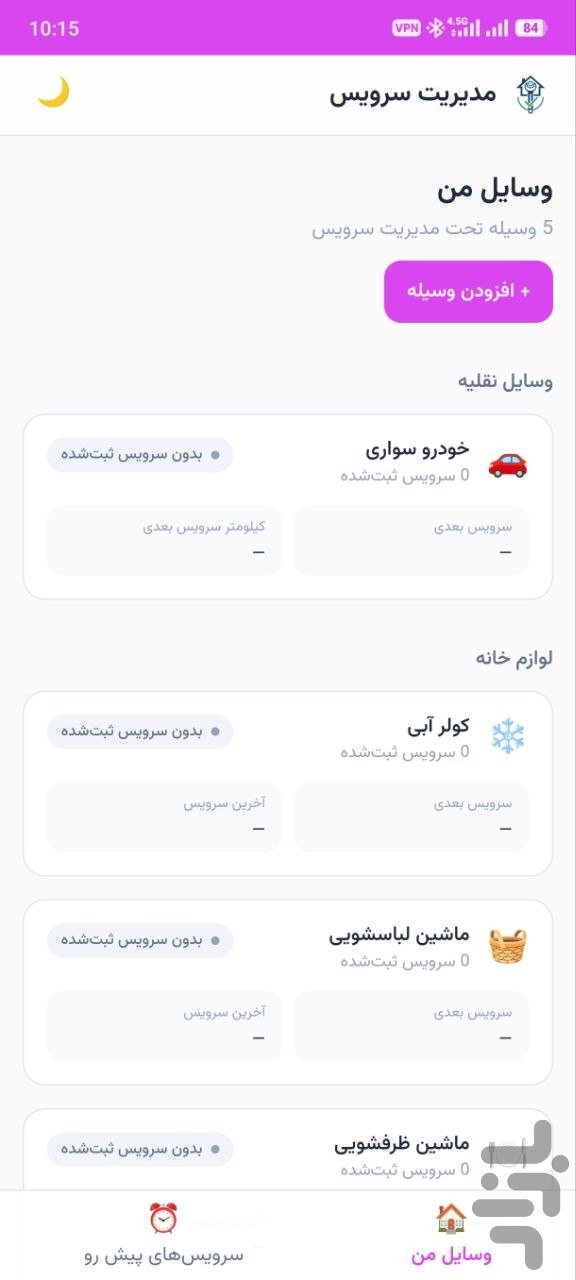 10:15
VPN
4.5G
84
مدیریت سرویس
وسایل من
5 وسیله تحت مدیریت سرویس
+ افزودن وسیله
وسایل نقلیه
خودرو سواری
بدون سرویس ثبت‌شده
0 سرویس ثبت‌شده
سرویس بعدی
کیلومتر سرویس بعدی
—
—
لوازم خانه
کولر آبی
بدون سرویس ثبت‌شده
0 سرویس ثبت‌شده
سرویس بعدی
آخرین سرویس
—
—
ماشین لباسشویی
بدون سرویس ثبت‌شده
0 سرویس ثبت‌شده
سرویس بعدی
آخرین سرویس
—
—
ماشین ظرفشویی
بدون سرویس ثبت‌شده
0 سرویس ثبت‌شده
وسایل من
سرویس‌های پیش رو